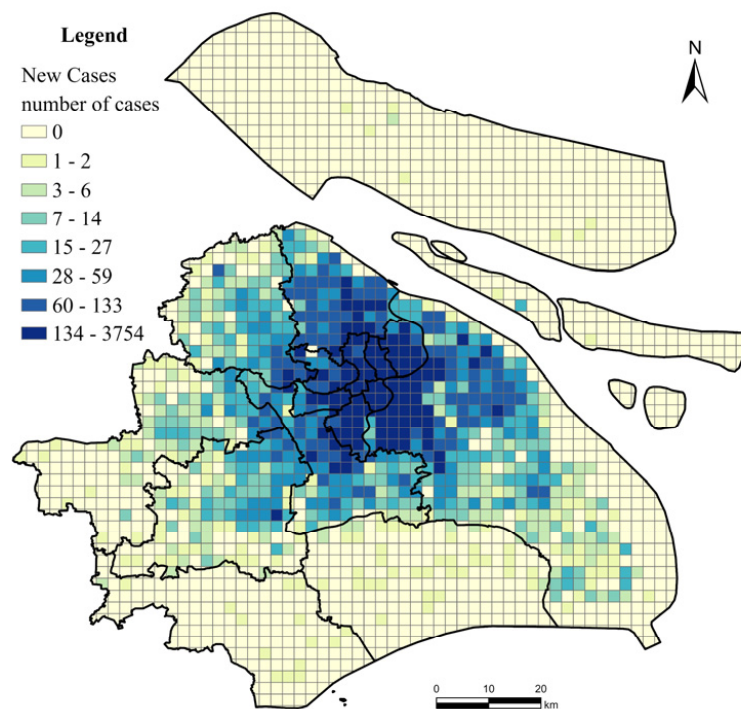 Legend
N
New Cases
number of cases
0
1 - 2
3 - 6
7 - 14
15 - 27
28 - 59
60 - 133
134 - 3754
0 10 20
km